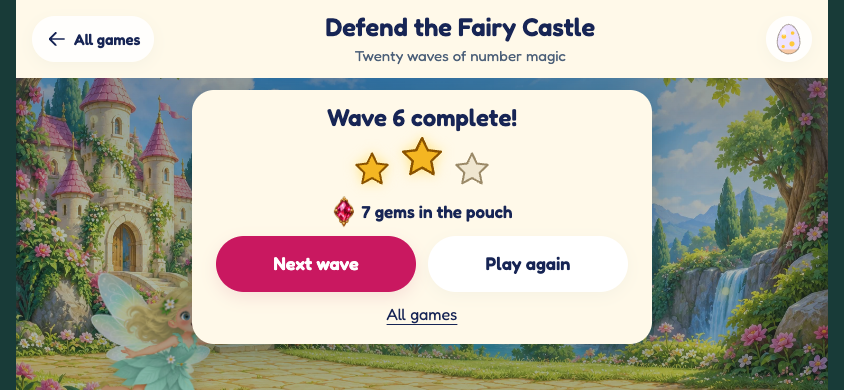 All games
Defend the Fairy Castle
Twenty waves of number magic
Wave 6 complete!
7 gems in the pouch
Next wave
Play again
All games